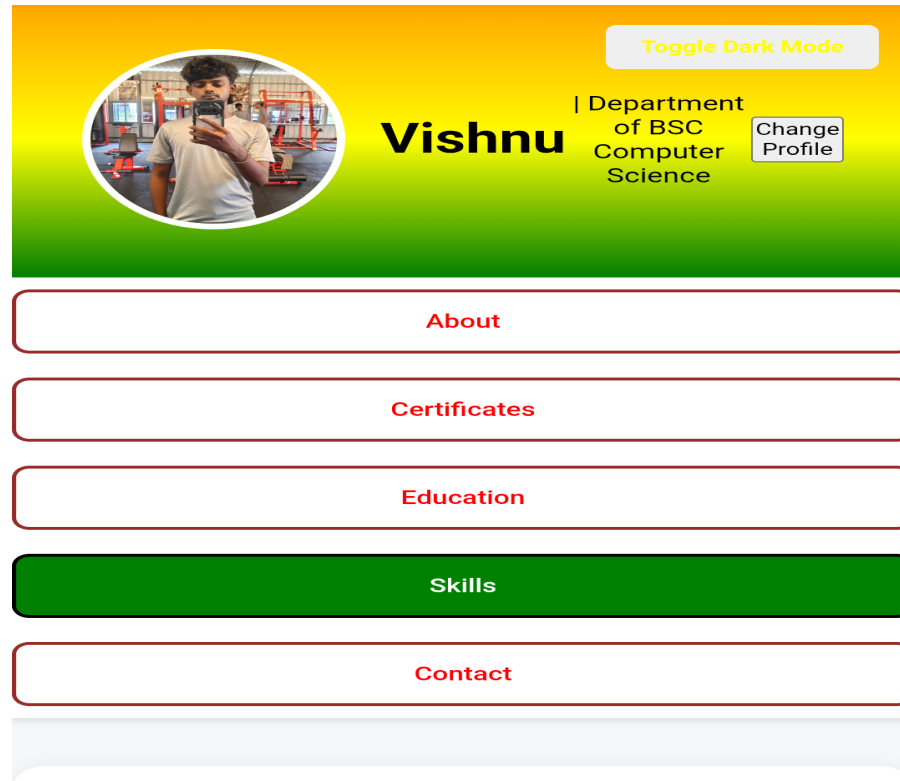 Toggle Dark Mode
Vishnu
| Department
of BSC
Computer
Science
Change
Profile
About
Certificates
Education
Skills
Contact